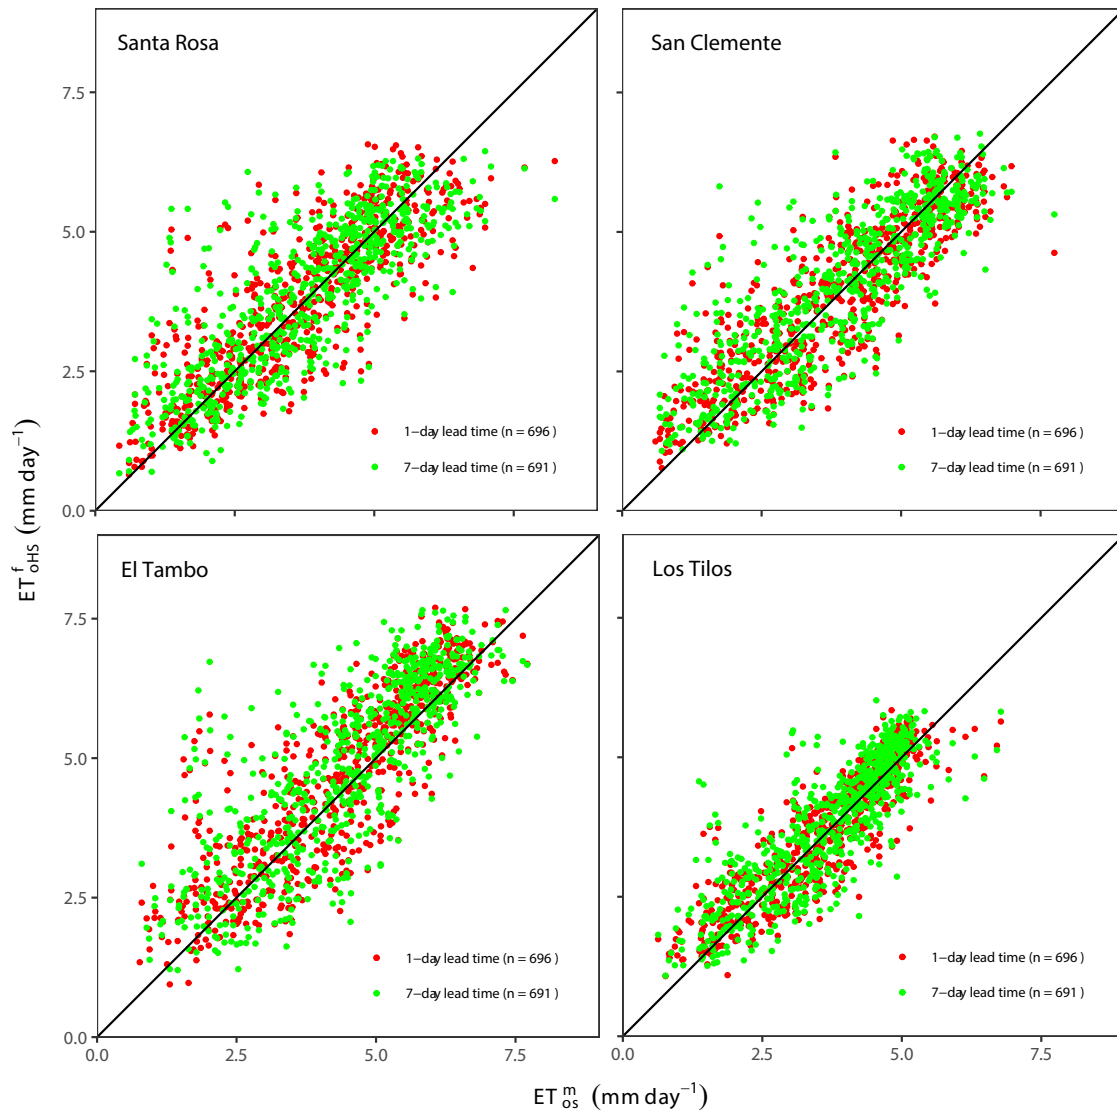 Santa Rosa
San Clemente
7.5
5.0
2.5
0.0
1-day lead time (n = 696 )
7-day lead time (n = 691 )
1-day lead time (n = 696 )
7-day lead time (n = 691 )
ET f oHS (mm day−1)
El Tambo
Los Tilos
7.5
5.0
2.5
0.0
1-day lead time (n = 696 )
7-day lead time (n = 691 )
1-day lead time (n = 696 )
7-day lead time (n = 691 )
0.0 2.5 5.0 7.5
0.0 2.5 5.0 7.5
ET m os (mm day−1)